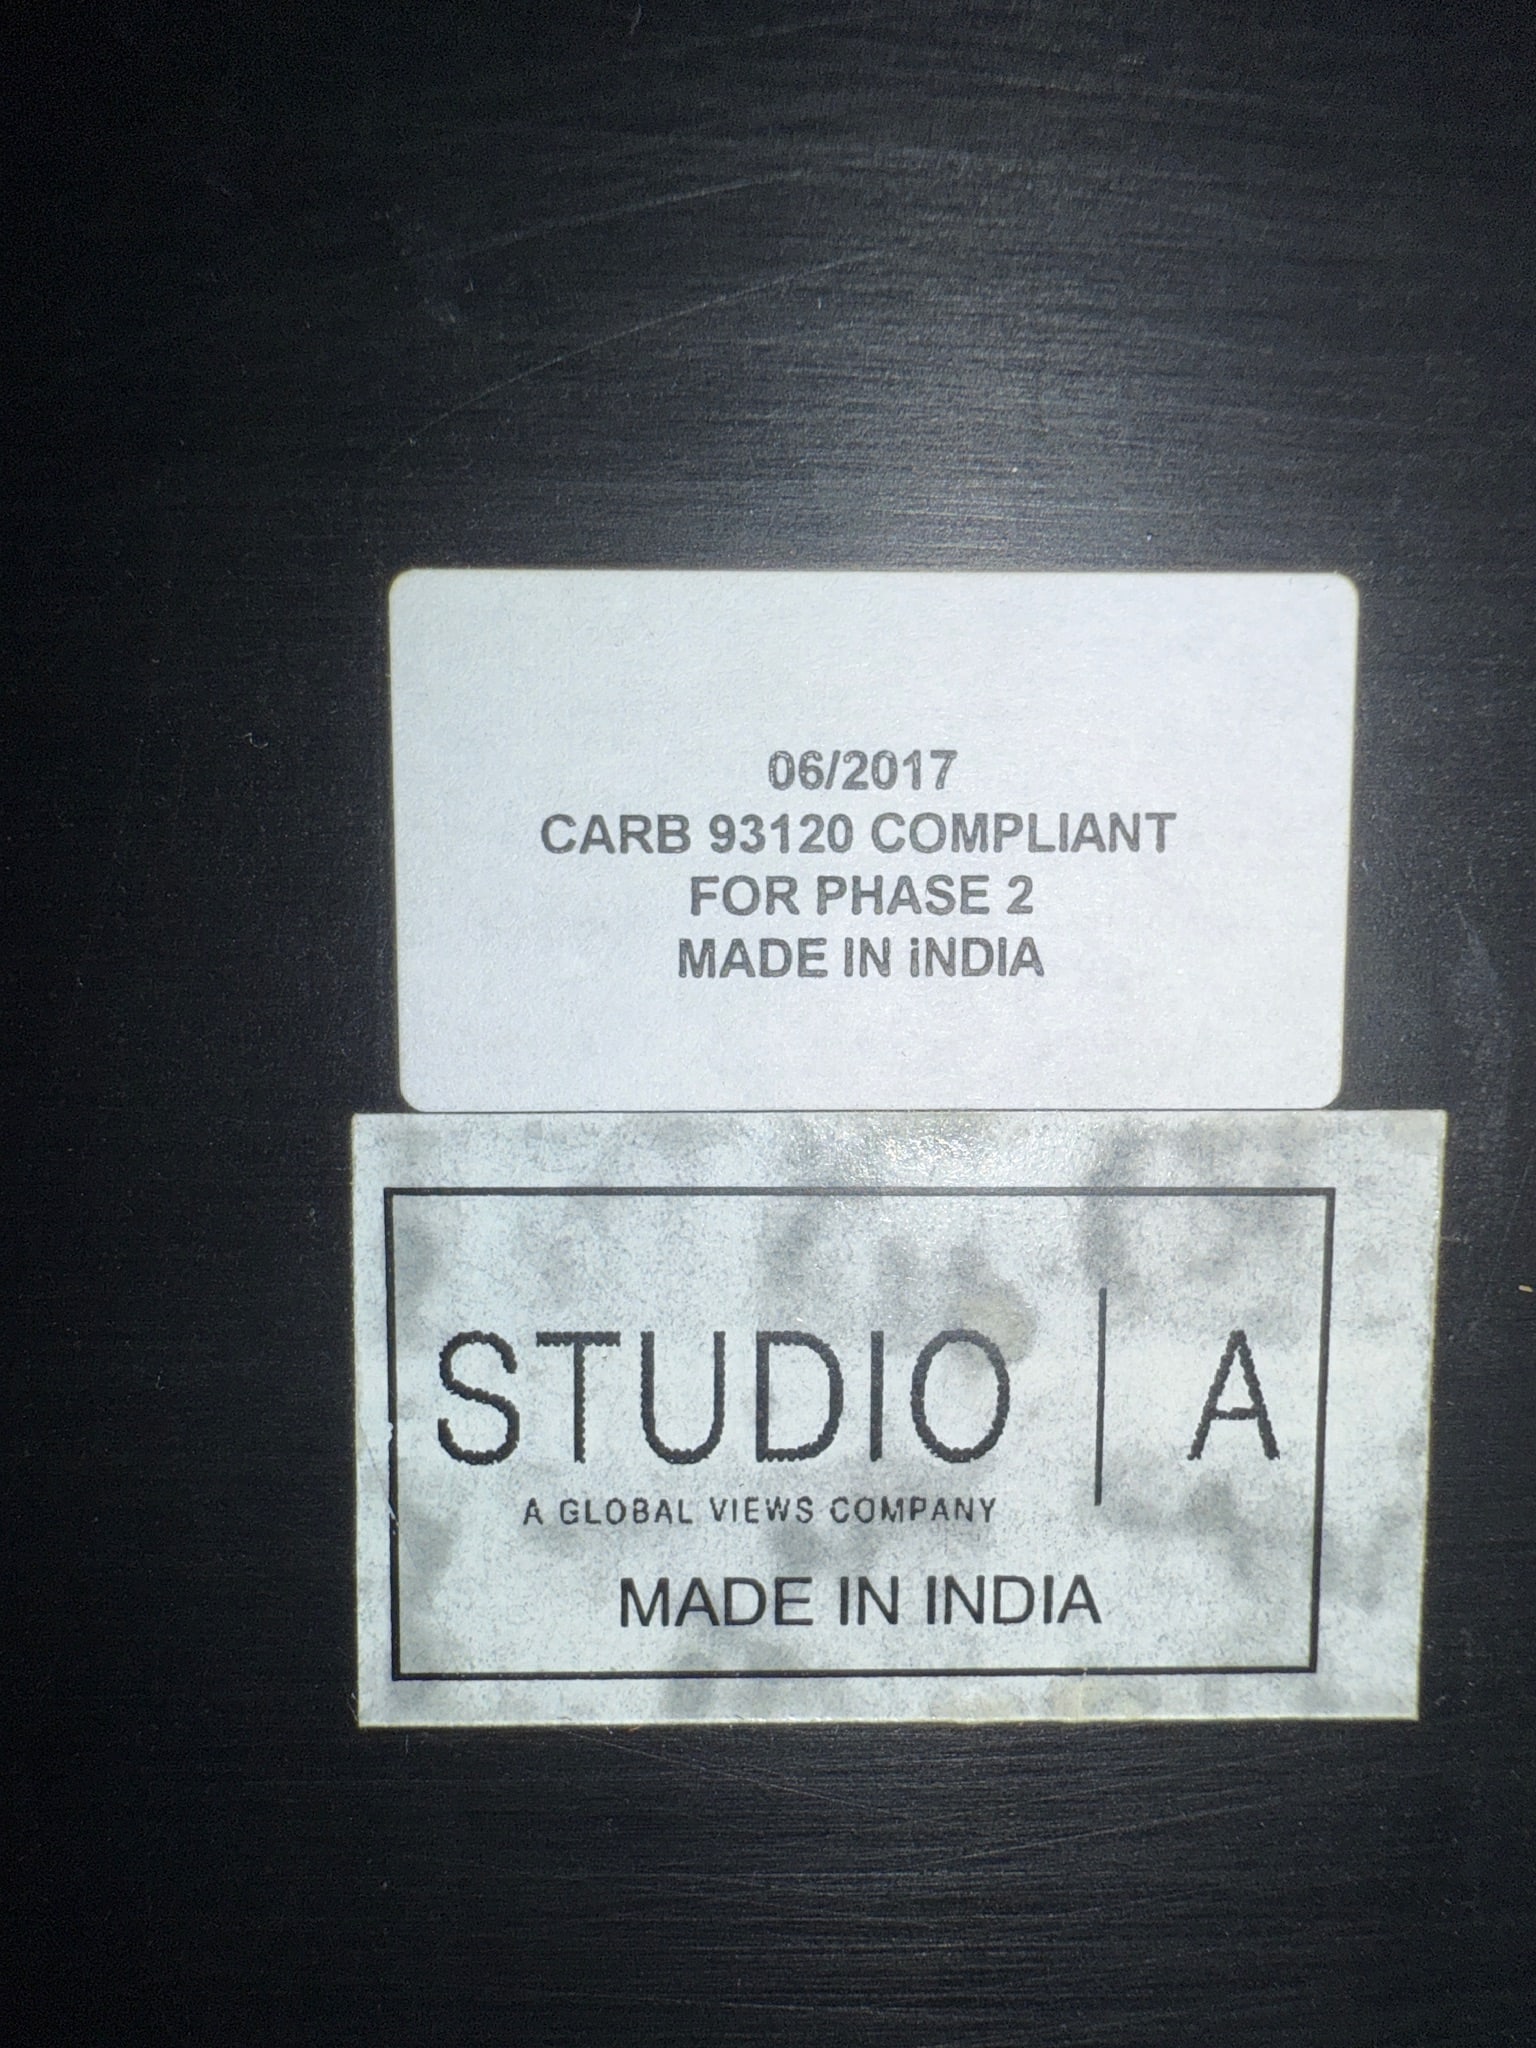 06/2017
CARB 93120 COMPLIANT
FOR PHASE 2
MADE IN iNDIA
STUDIO | A
A GLOBAL VIEWS COMPANY
MADE IN INDIA